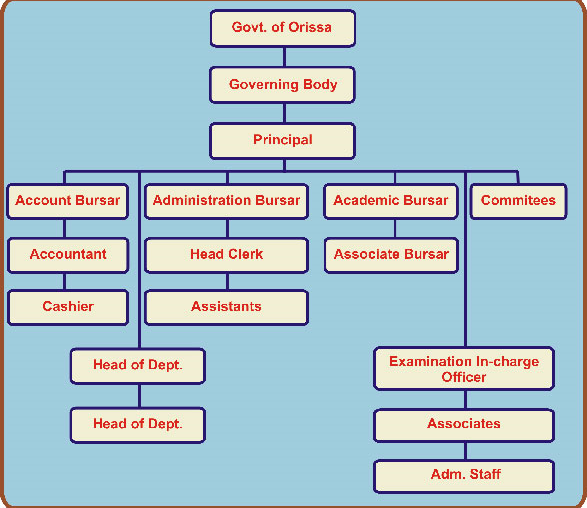 Govt. of Orissa
Governing Body
Principal
Account Bursar
Administration Bursar
Academic Bursar
Commitees
Accountant
Head Clerk
Associate Bursar
Cashier
Assistants
Head of Dept.
Examination In-charge
Officer
Head of Dept.
Associates
Adm. Staff